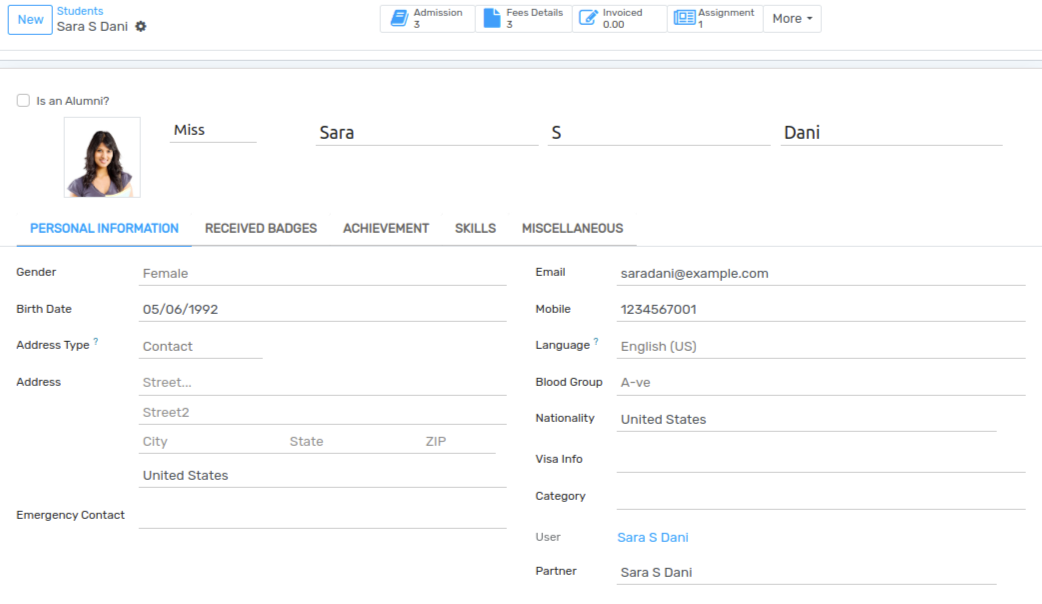 New
Students
Sara S Dani
Admission
3
Fees Details
3
Invoiced
0.00
Assignment
1
More
Is an Alumni?
Miss Sara S Dani
PERSONAL INFORMATION RECEIVED BADGES ACHIEVEMENT SKILLS MISCELLANEOUS
Gender Female
Birth Date 05/06/1992
Address Type ? Contact
Address Street...
Street2
City State ZIP
United States
Emergency Contact
Email saradani@example.com
Mobile 1234567001
Language ? English (US)
Blood Group A-ve
Nationality United States
Visa Info
Category
User Sara S Dani
Partner Sara S Dani